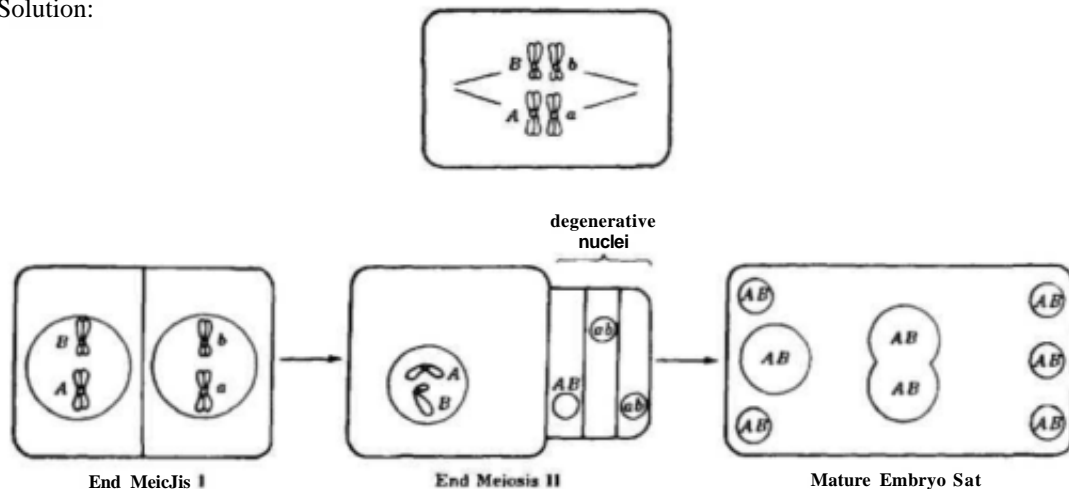 Solution:
B b
A a
degenerative
nuclei
B b
A a
A
B
AB
ab
ab
AB
AB
AB
AB
AB
AB
AB
AB
End MeicJis I
End Meiosis II
Mature Embryo Sat